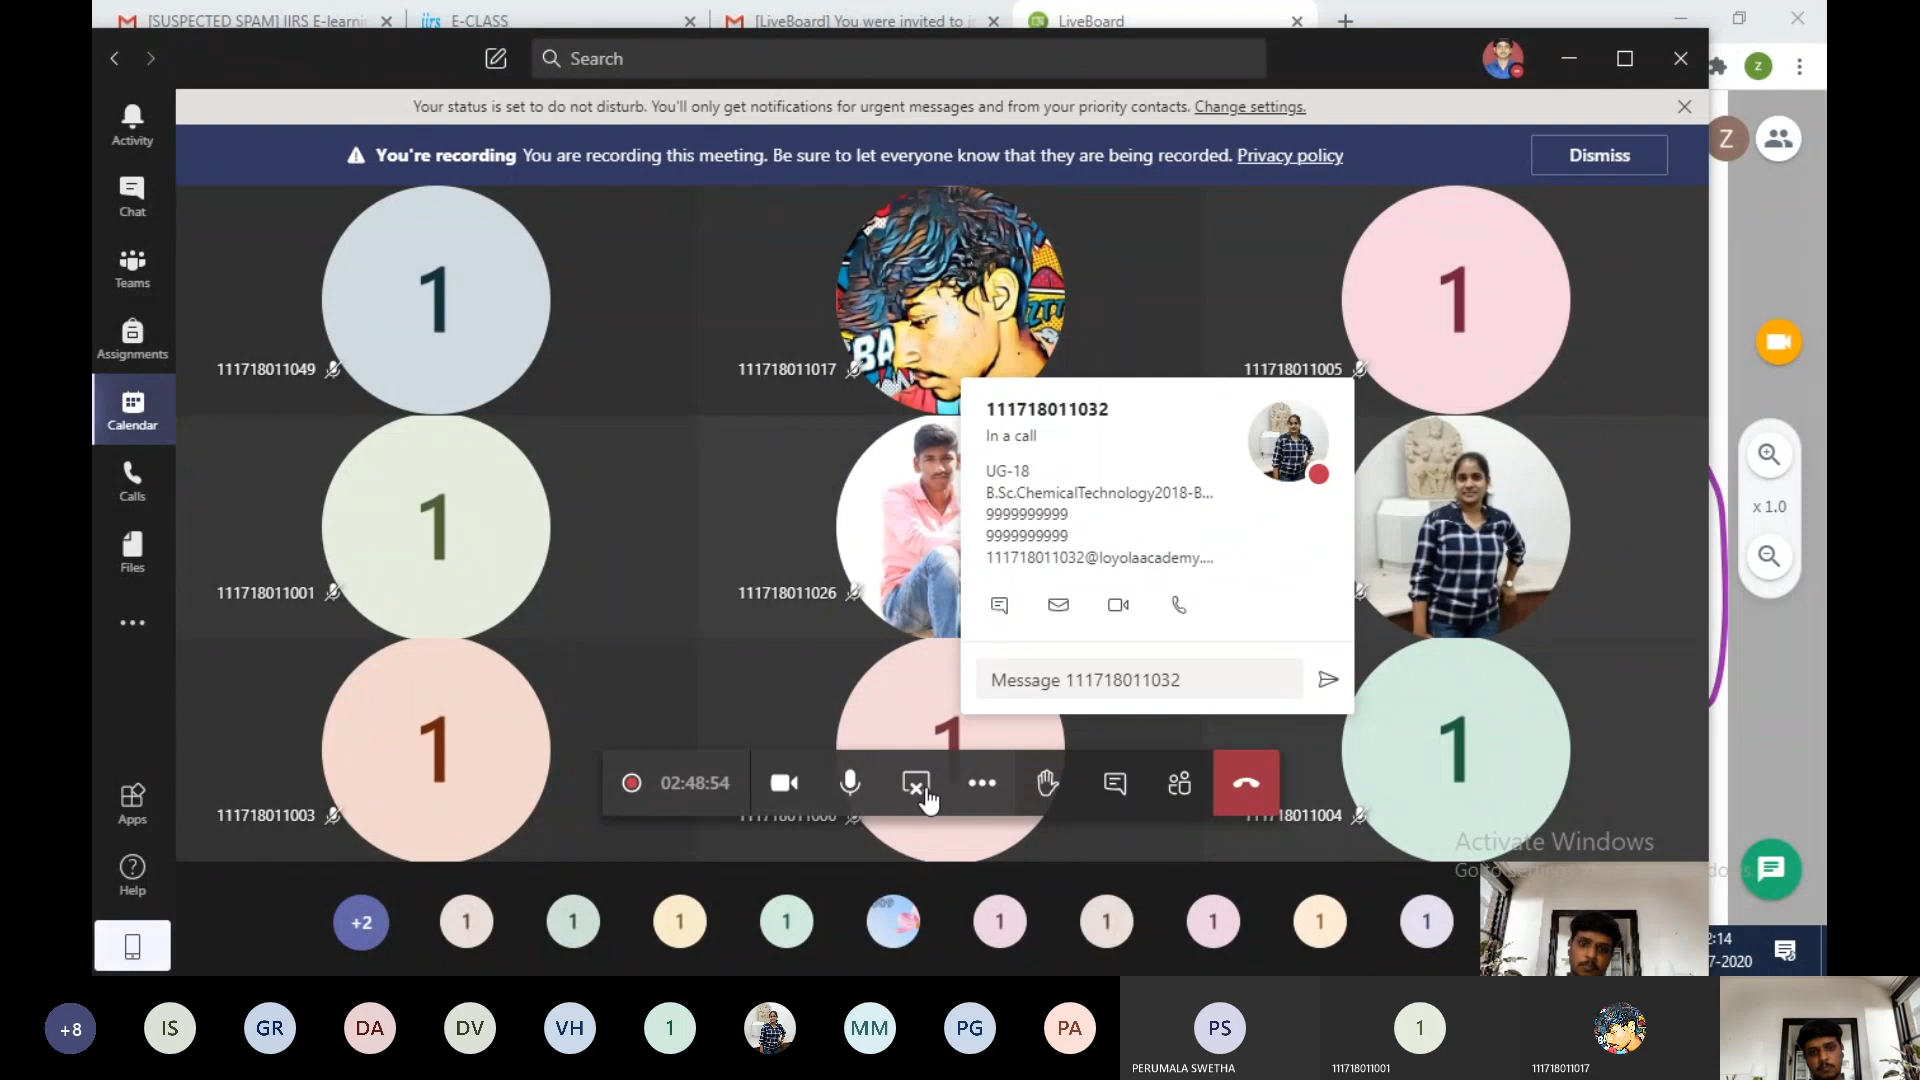 [SUSPECTED SPAM] IIRS E-learni
iirs E-CLASS
[LiveBoard] You were invited to j
LiveBoard
Search
Z
Your status is set to do not disturb. You'll only get notifications for urgent messages and from your priority contacts. Change settings.
You're recording You are recording this meeting. Be sure to let everyone know that they are being recorded. Privacy policy
Dismiss
Z
Activity
Chat
Teams
Assignments
Calendar
Calls
Files
Apps
Help
1
1
111718011049
111718011017
111718011005
111718011032
In a call
UG-18
B.Sc.ChemicalTechnology2018-B...
9999999999
9999999999
111718011032@loyolaacademy....
Message 111718011032
1
x 1.0
111718011001
111718011026
1
1
1
02:48:54
111718011003
18011004
Activate Windows
+2
1
1
1
1
1
1
1
1
1
2:14
7-2020
+8
IS
GR
DA
DV
VH
1
MM
PG
PA
PS
1
PERUMALA SWETHA
111718011001
111718011017